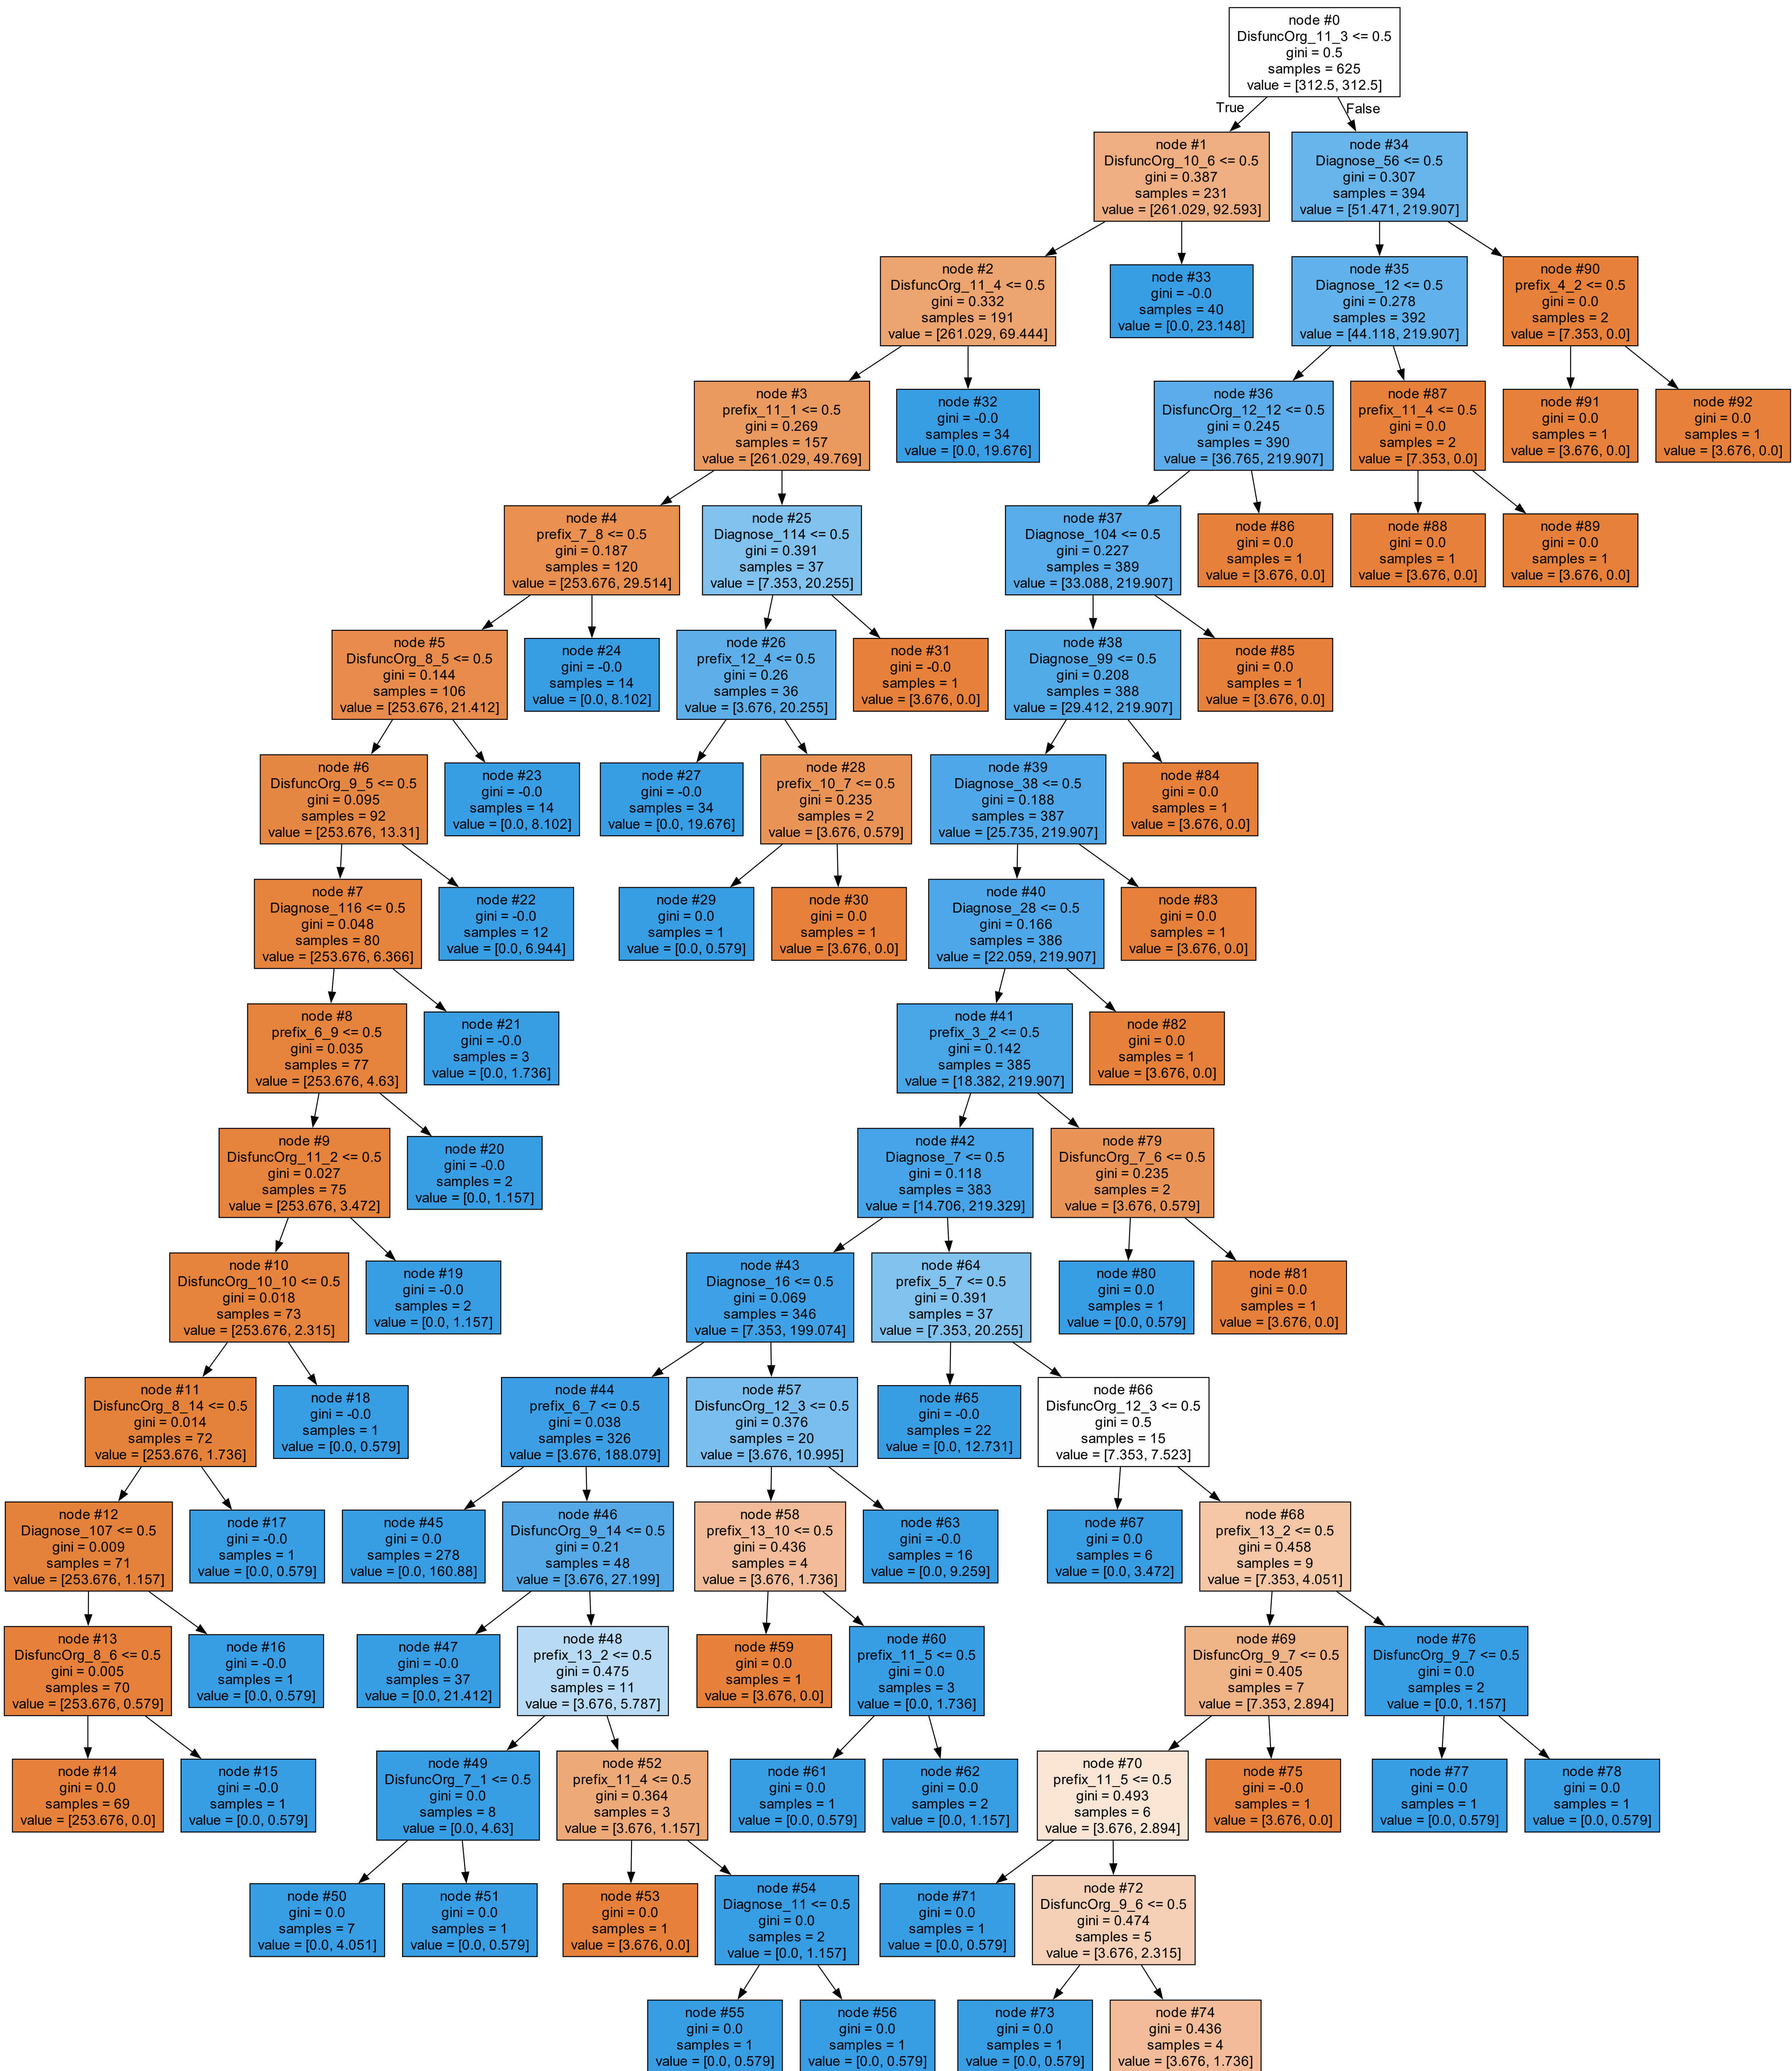 node #0
DisfuncOrg_11_3 <= 0.5
gini = 0.5
samples = 625
value = [312.5, 312.5]
True
False
node #1
DisfuncOrg_10_6 <= 0.5
gini = 0.387
samples = 231
value = [261.029, 92.593]
node #34
Diagnose_56 <= 0.5
gini = 0.307
samples = 394
value = [51.471, 219.907]
node #2
DisfuncOrg_11_4 <= 0.5
gini = 0.332
samples = 191
value = [261.029, 69.444]
node #33
gini = -0.0
samples = 40
value = [0.0, 23.148]
node #35
Diagnose_12 <= 0.5
gini = 0.278
samples = 392
value = [44.118, 219.907]
node #90
prefix_4_2 <= 0.5
gini = 0.0
samples = 2
value = [7.353, 0.0]
node #3
prefix_11_1 <= 0.5
gini = 0.269
samples = 157
value = [261.029, 49.769]
node #32
gini = -0.0
samples = 34
value = [0.0, 19.676]
node #36
DisfuncOrg_12_12 <= 0.5
gini = 0.245
samples = 390
value = [36.765, 219.907]
node #87
prefix_11_4 <= 0.5
gini = 0.0
samples = 2
value = [7.353, 0.0]
node #91
gini = 0.0
samples = 1
value = [3.676, 0.0]
node #92
gini = 0.0
samples = 1
value = [3.676, 0.0]
node #4
prefix_7_8 <= 0.5
gini = 0.187
samples = 120
value = [253.676, 29.514]
node #25
Diagnose_114 <= 0.5
gini = 0.391
samples = 37
value = [7.353, 20.255]
node #37
Diagnose_104 <= 0.5
gini = 0.227
samples = 389
value = [33.088, 219.907]
node #86
gini = 0.0
samples = 1
value = [3.676, 0.0]
node #88
gini = 0.0
samples = 1
value = [3.676, 0.0]
node #89
gini = 0.0
samples = 1
value = [3.676, 0.0]
node #5
DisfuncOrg_8_5 <= 0.5
gini = 0.144
samples = 106
value = [253.676, 21.412]
node #24
gini = -0.0
samples = 14
value = [0.0, 8.102]
node #26
prefix_12_4 <= 0.5
gini = 0.26
samples = 36
value = [3.676, 20.255]
node #31
gini = -0.0
samples = 1
value = [3.676, 0.0]
node #38
Diagnose_99 <= 0.5
gini = 0.208
samples = 388
value = [29.412, 219.907]
node #85
gini = 0.0
samples = 1
value = [3.676, 0.0]
node #6
DisfuncOrg_9_5 <= 0.5
gini = 0.095
samples = 92
value = [253.676, 13.31]
node #23
gini = -0.0
samples = 14
value = [0.0, 8.102]
node #27
gini = -0.0
samples = 34
value = [0.0, 19.676]
node #28
prefix_10_7 <= 0.5
gini = 0.235
samples = 2
value = [3.676, 0.579]
node #39
Diagnose_38 <= 0.5
gini = 0.188
samples = 387
value = [25.735, 219.907]
node #84
gini = 0.0
samples = 1
value = [3.676, 0.0]
node #7
Diagnose_116 <= 0.5
gini = 0.048
samples = 80
value = [253.676, 6.366]
node #22
gini = -0.0
samples = 12
value = [0.0, 6.944]
node #29
gini = 0.0
samples = 1
value = [0.0, 0.579]
node #30
gini = 0.0
samples = 1
value = [3.676, 0.0]
node #40
Diagnose_28 <= 0.5
gini = 0.166
samples = 386
value = [22.059, 219.907]
node #83
gini = 0.0
samples = 1
value = [3.676, 0.0]
node #8
prefix_6_9 <= 0.5
gini = 0.035
samples = 77
value = [253.676, 4.63]
node #21
gini = -0.0
samples = 3
value = [0.0, 1.736]
node #41
prefix_3_2 <= 0.5
gini = 0.142
samples = 385
value = [18.382, 219.907]
node #82
gini = 0.0
samples = 1
value = [3.676, 0.0]
node #9
DisfuncOrg_11_2 <= 0.5
gini = 0.027
samples = 75
value = [253.676, 3.472]
node #20
gini = -0.0
samples = 2
value = [0.0, 1.157]
node #42
Diagnose_7 <= 0.5
gini = 0.118
samples = 383
value = [14.706, 219.329]
node #79
DisfuncOrg_7_6 <= 0.5
gini = 0.235
samples = 2
value = [3.676, 0.579]
node #10
DisfuncOrg_10_10 <= 0.5
gini = 0.018
samples = 73
value = [253.676, 2.315]
node #19
gini = -0.0
samples = 2
value = [0.0, 1.157]
node #43
Diagnose_16 <= 0.5
gini = 0.069
samples = 346
value = [7.353, 199.074]
node #64
prefix_5_7 <= 0.5
gini = 0.391
samples = 37
value = [7.353, 20.255]
node #80
gini = 0.0
samples = 1
value = [0.0, 0.579]
node #81
gini = 0.0
samples = 1
value = [3.676, 0.0]
node #11
DisfuncOrg_8_14 <= 0.5
gini = 0.014
samples = 72
value = [253.676, 1.736]
node #18
gini = -0.0
samples = 1
value = [0.0, 0.579]
node #44
prefix_6_7 <= 0.5
gini = 0.038
samples = 326
value = [3.676, 188.079]
node #57
DisfuncOrg_12_3 <= 0.5
gini = 0.376
samples = 20
value = [3.676, 10.995]
node #65
gini = -0.0
samples = 22
value = [0.0, 12.731]
node #66
DisfuncOrg_12_3 <= 0.5
gini = 0.5
samples = 15
value = [7.353, 7.523]
node #12
Diagnose_107 <= 0.5
gini = 0.009
samples = 71
value = [253.676, 1.157]
node #17
gini = -0.0
samples = 1
value = [0.0, 0.579]
node #45
gini = 0.0
samples = 278
value = [0.0, 160.88]
node #46
DisfuncOrg_9_14 <= 0.5
gini = 0.21
samples = 48
value = [3.676, 27.199]
node #58
prefix_13_10 <= 0.5
gini = 0.436
samples = 4
value = [3.676, 1.736]
node #63
gini = -0.0
samples = 16
value = [0.0, 9.259]
node #67
gini = 0.0
samples = 6
value = [0.0, 3.472]
node #68
prefix_13_2 <= 0.5
gini = 0.458
samples = 9
value = [7.353, 4.051]
node #13
DisfuncOrg_8_6 <= 0.5
gini = 0.005
samples = 70
value = [253.676, 0.579]
node #16
gini = -0.0
samples = 1
value = [0.0, 0.579]
node #47
gini = -0.0
samples = 37
value = [0.0, 21.412]
node #48
prefix_13_2 <= 0.5
gini = 0.475
samples = 11
value = [3.676, 5.787]
node #59
gini = 0.0
samples = 1
value = [3.676, 0.0]
node #60
prefix_11_5 <= 0.5
gini = 0.0
samples = 3
value = [0.0, 1.736]
node #69
DisfuncOrg_9_7 <= 0.5
gini = 0.405
samples = 7
value = [7.353, 2.894]
node #76
DisfuncOrg_9_7 <= 0.5
gini = 0.0
samples = 2
value = [0.0, 1.157]
node #14
gini = 0.0
samples = 69
value = [253.676, 0.0]
node #15
gini = -0.0
samples = 1
value = [0.0, 0.579]
node #49
DisfuncOrg_7_1 <= 0.5
gini = 0.0
samples = 8
value = [0.0, 4.63]
node #52
prefix_11_4 <= 0.5
gini = 0.364
samples = 3
value = [3.676, 1.157]
node #61
gini = 0.0
samples = 1
value = [0.0, 0.579]
node #62
gini = 0.0
samples = 2
value = [0.0, 1.157]
node #70
prefix_11_5 <= 0.5
gini = 0.493
samples = 6
value = [3.676, 2.894]
node #75
gini = -0.0
samples = 1
value = [3.676, 0.0]
node #77
gini = 0.0
samples = 1
value = [0.0, 0.579]
node #78
gini = 0.0
samples = 1
value = [0.0, 0.579]
node #50
gini = 0.0
samples = 7
value = [0.0, 4.051]
node #51
gini = 0.0
samples = 1
value = [0.0, 0.579]
node #53
gini = 0.0
samples = 1
value = [3.676, 0.0]
node #54
Diagnose_11 <= 0.5
gini = 0.0
samples = 2
value = [0.0, 1.157]
node #71
gini = 0.0
samples = 1
value = [0.0, 0.579]
node #72
DisfuncOrg_9_6 <= 0.5
gini = 0.474
samples = 5
value = [3.676, 2.315]
node #55
gini = 0.0
samples = 1
value = [0.0, 0.579]
node #56
gini = 0.0
samples = 1
value = [0.0, 0.579]
node #73
gini = 0.0
samples = 1
value = [0.0, 0.579]
node #74
gini = 0.436
samples = 4
value = [3.676, 1.736]